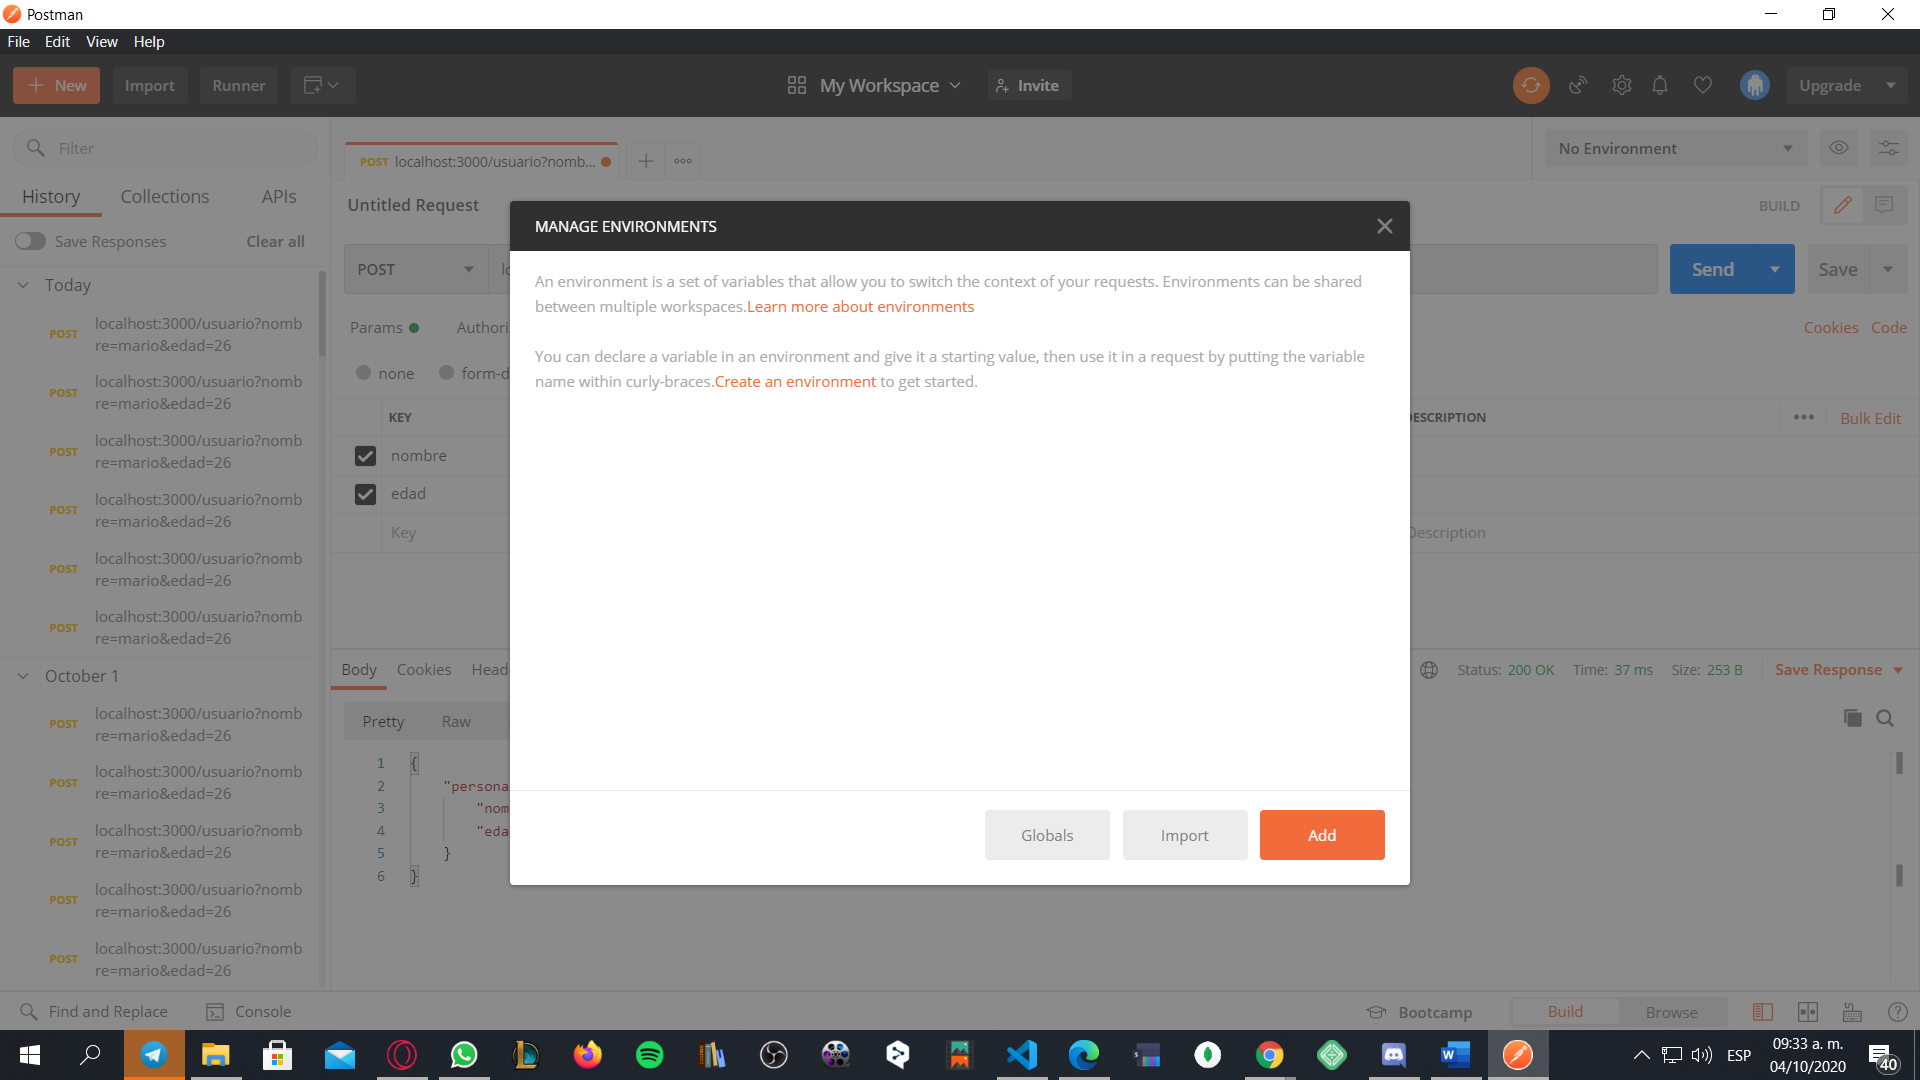 Postman
File Edit View Help
New Import Runner My Workspace Invite Upgrade
Filter
POST localhost:3000/usuario?nomb...
No Environment
History Collections APIs
Untitled Request
BUILD
Save Responses Clear all
POST
Send Save
Today
POST localhost:3000/usuario?nomb
re=mario&edad=26
POST localhost:3000/usuario?nomb
re=mario&edad=26
POST localhost:3000/usuario?nomb
re=mario&edad=26
POST localhost:3000/usuario?nomb
re=mario&edad=26
POST localhost:3000/usuario?nomb
re=mario&edad=26
POST localhost:3000/usuario?nomb
re=mario&edad=26
October 1
POST localhost:3000/usuario?nomb
re=mario&edad=26
POST localhost:3000/usuario?nomb
re=mario&edad=26
POST localhost:3000/usuario?nomb
re=mario&edad=26
POST localhost:3000/usuario?nomb
re=mario&edad=26
POST localhost:3000/usuario?nomb
re=mario&edad=26
Params Authori
Cookies Code
none form-d
KEY
DESCRIPTION
Bulk Edit
nombre
edad
Key
Description
MANAGE ENVIRONMENTS
An environment is a set of variables that allow you to switch the context of your requests. Environments can be shared
between multiple workspaces.Learn more about environments
You can declare a variable in an environment and give it a starting value, then use it in a request by putting the variable
name within curly-braces.Create an environment to get started.
Globals Import Add
Body Cookies Head
Status: 200 OK Time: 37 ms Size: 253 B Save Response
Pretty Raw
1 {
2 "persona
3 "nom
4 "eda
5 }
6 }
Find and Replace Console
Bootcamp Build Browse
ESP
09:33 a. m.
04/10/2020
40